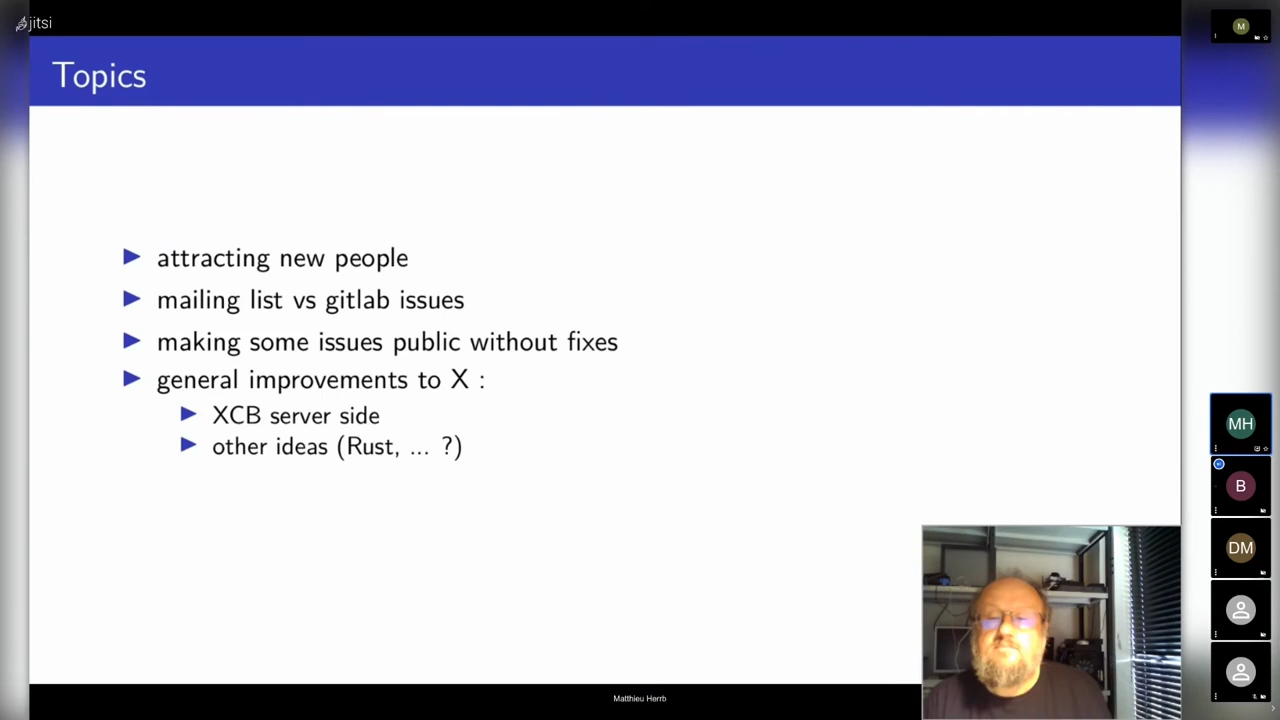 jitsi
Topics
attracting new people
mailing list vs gitlab issues
making some issues public without fixes
general improvements to X :
XCB server side
other ideas (Rust, ... ?)
M
MH
B
DM
Matthieu Herrb